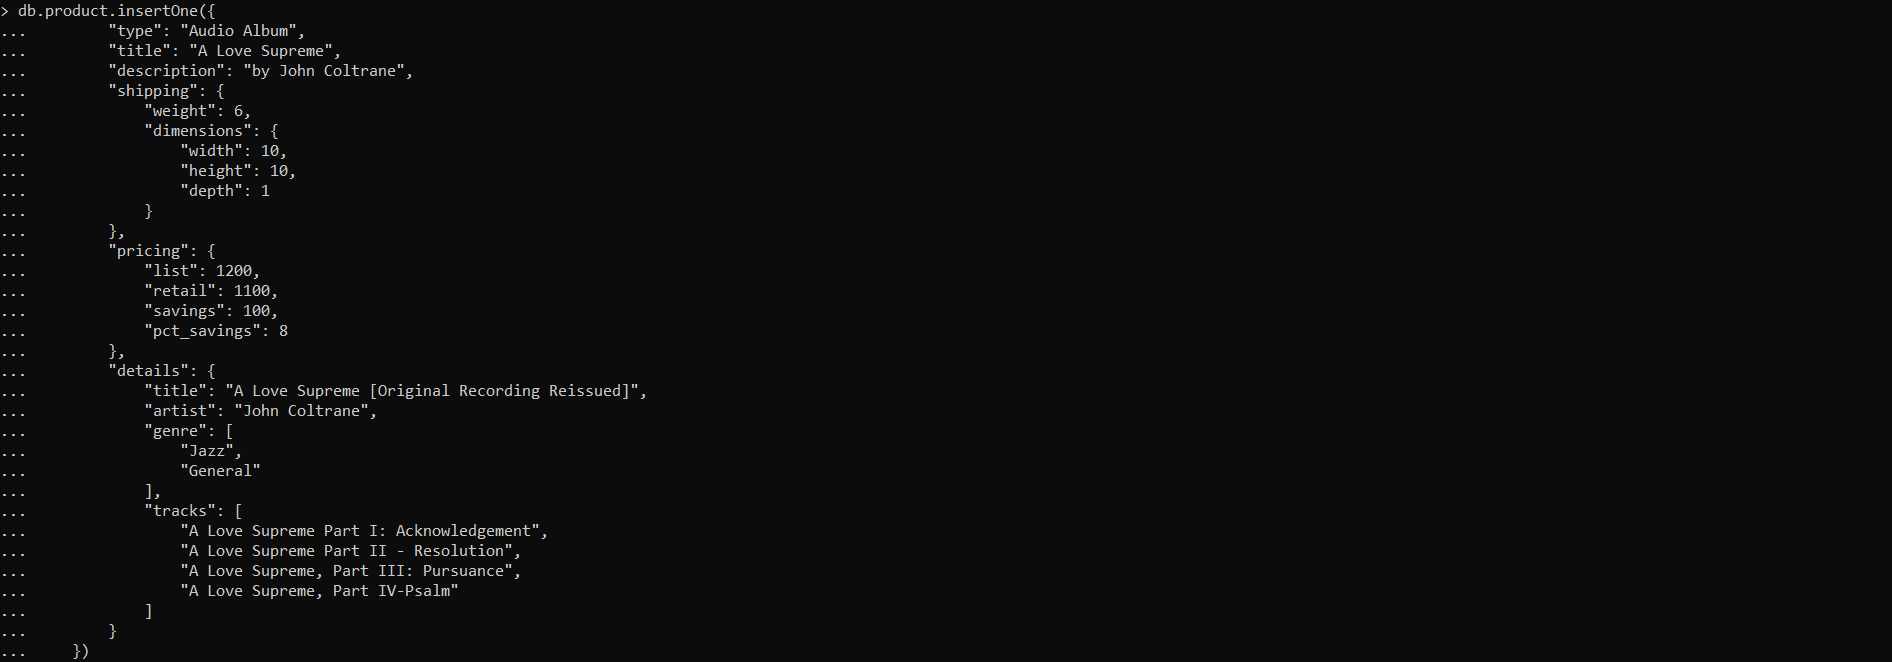 > db.product.insertOne({
...         "type": "Audio Album",
...         "title": "A Love Supreme",
...         "description": "by John Coltrane",
...         "shipping": {
...             "weight": 6,
...             "dimensions": {
...                 "width": 10,
...                 "height": 10,
...                 "depth": 1
...             }
...         },
...         "pricing": {
...             "list": 1200,
...             "retail": 1100,
...             "savings": 100,
...             "pct_savings": 8
...         },
...         "details": {
...             "title": "A Love Supreme [Original Recording Reissued]",
...             "artist": "John Coltrane",
...             "genre": [
...                 "Jazz",
...                 "General"
...             ],
...             "tracks": [
...                 "A Love Supreme Part I: Acknowledgement",
...                 "A Love Supreme Part II - Resolution",
...                 "A Love Supreme, Part III: Pursuance",
...                 "A Love Supreme, Part IV-Psalm"
...             ]
...         }
...     })